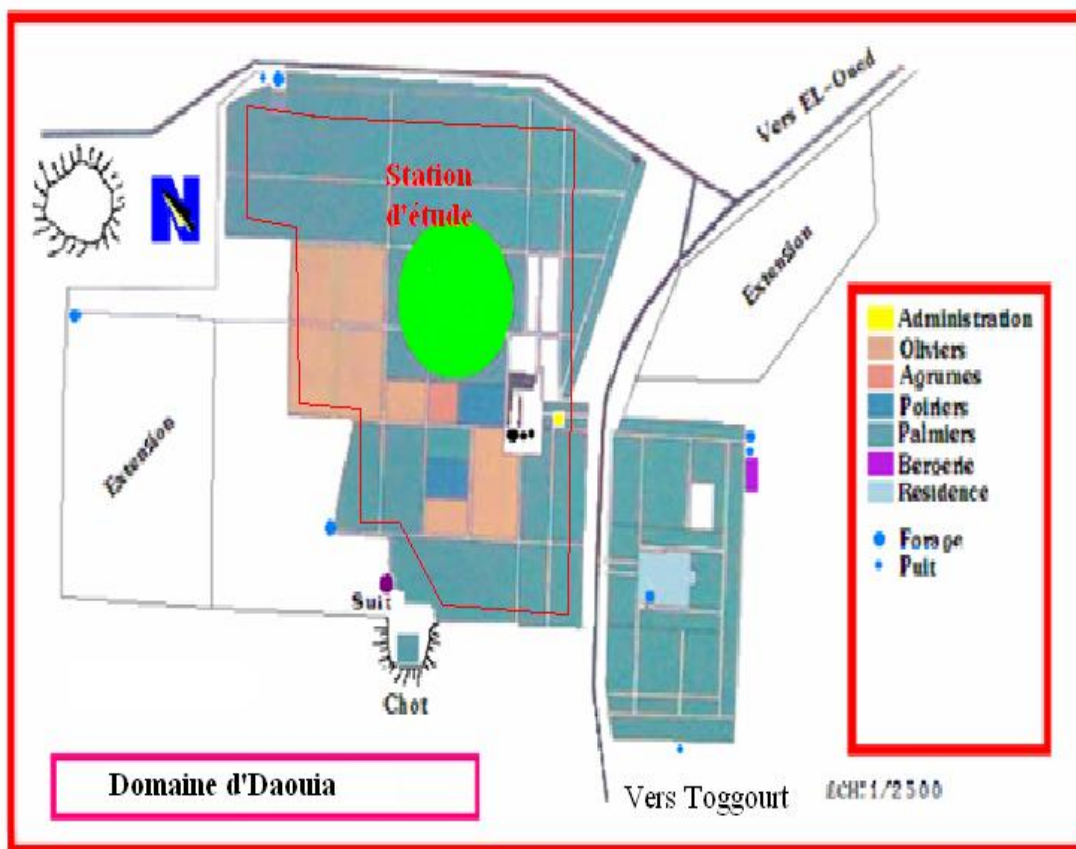 Vers EL-Oued
Station
d'étude
Extension
Extension
N
Administration
Oliviers
Agrumes
Poiriers
Palmiers
Bergerie
Résidence
Forage
Puit
Suit
Chot
Domaine d'Daouia
Vers Toggourt
ECH:1/2500